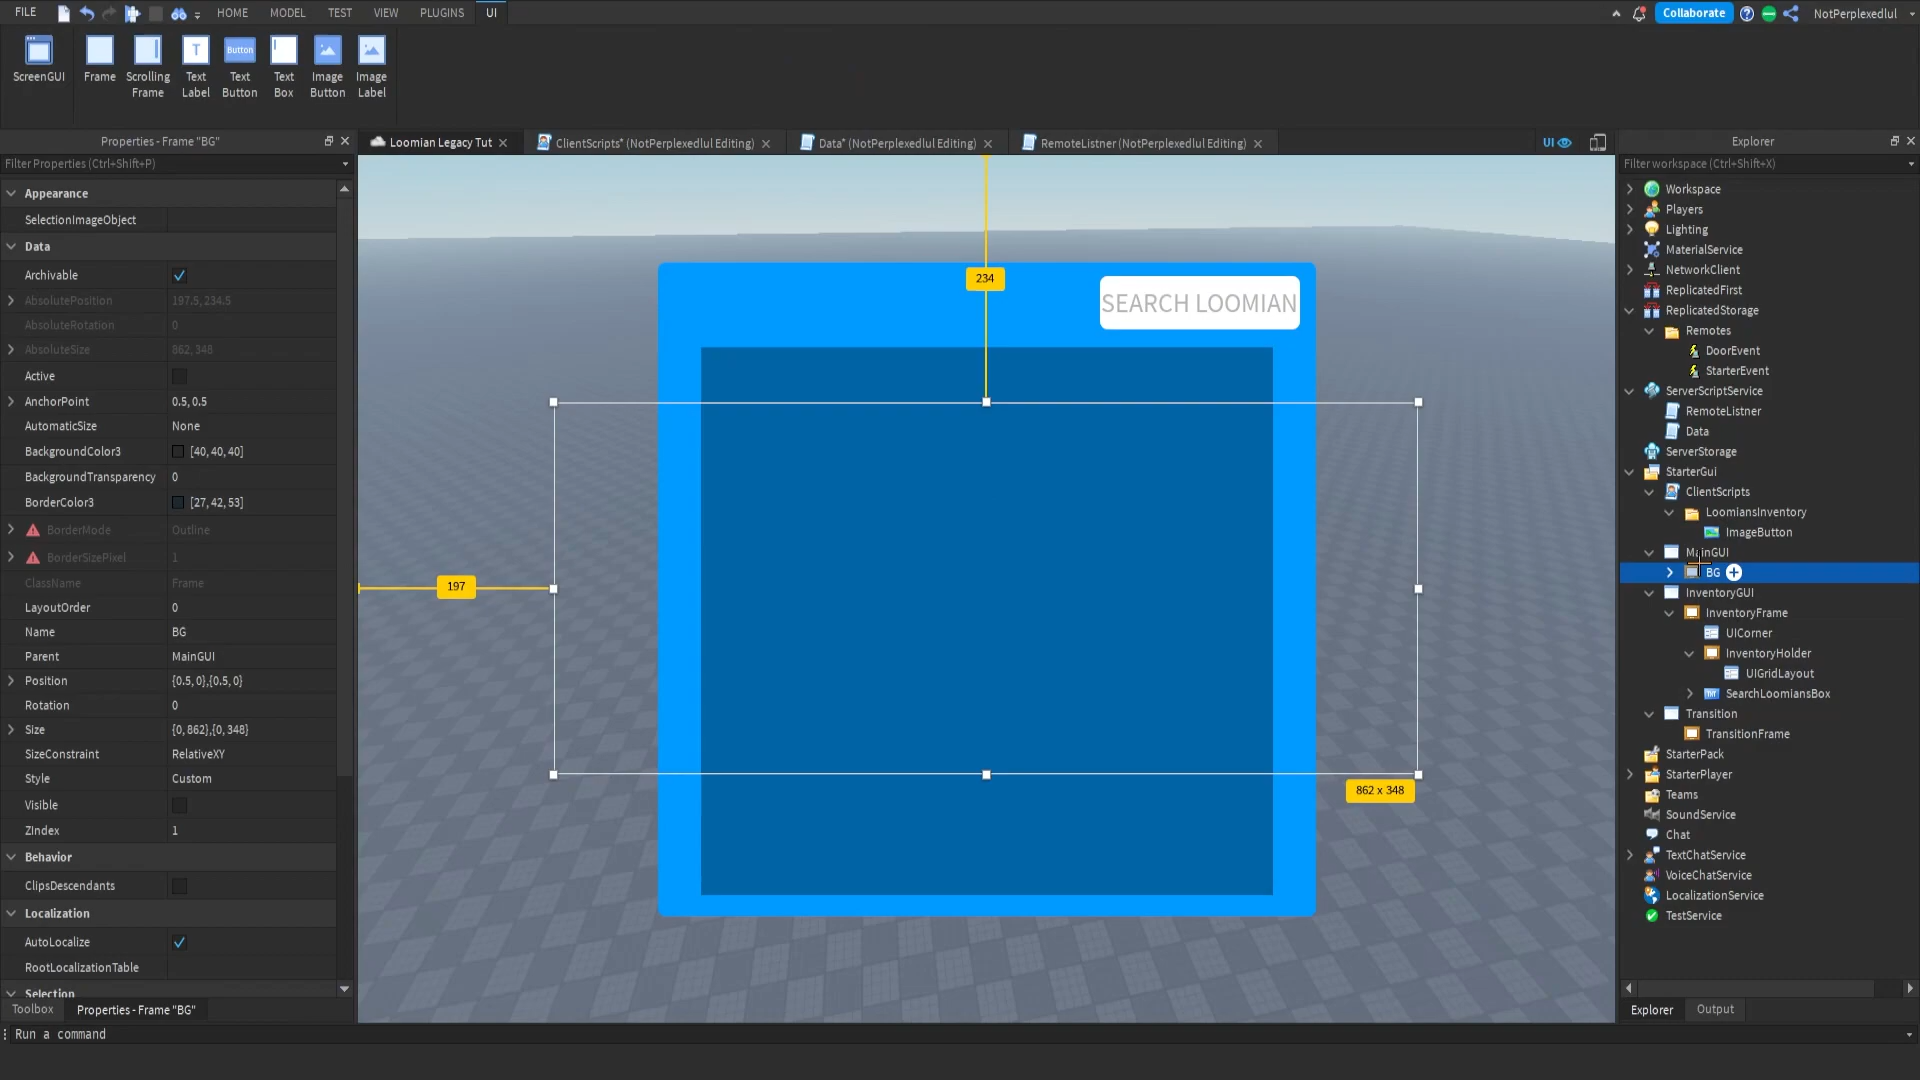 FILE HOME MODEL TEST VIEW PLUGINS UI Collaborate NotPerplexedlul
ScreenGUI
Frame
Scrolling Frame
Text Label
Text Button
Button
Text Box
Image Button
Image Label
T
Properties - Frame "BG"
Filter Properties (Ctrl+Shift+P)
Appearance
SelectionImageObject
Data
Archivable
AbsolutePosition 197.5, 234.5
AbsoluteRotation 0
AbsoluteSize 862, 348
Active
AnchorPoint 0.5, 0.5
AutomaticSize None
BackgroundColor3 [40, 40, 40]
BackgroundTransparency 0
BorderColor3 [27, 42, 53]
BorderMode Outline
BorderSizePixel 1
ClassName Frame
LayoutOrder 0
Name BG
Parent MainGUI
Position {0.5, 0},{0.5, 0}
Rotation 0
Size {0, 862},{0, 348}
SizeConstraint RelativeXY
Style Custom
Visible
ZIndex 1
Behavior
ClipsDescendants
Localization
AutoLocalize
RootLocalizationTable
Selection
Toolbox Properties - Frame "BG"
Run a command
Loomian Legacy Tut ClientScripts* (NotPerplexedlul Editing) Data* (NotPerplexedlul Editing) RemoteListner (NotPerplexedlul Editing) UI
234
SEARCH LOOMIAN
197
862 x 348
Explorer
Filter workspace (Ctrl+Shift+X)
Workspace
Players
Lighting
MaterialService
NetworkClient
ReplicatedFirst
ReplicatedStorage
Remotes
DoorEvent
StarterEvent
ServerScriptService
RemoteListner
Data
ServerStorage
StarterGui
ClientScripts
LoomiansInventory
ImageButton
MainGUI
BG
InventoryGUI
InventoryFrame
UICorner
InventoryHolder
UIGridLayout
SearchLoomiansBox
Transition
TransitionFrame
StarterPack
StarterPlayer
Teams
SoundService
Chat
TextChatService
VoiceChatService
LocalizationService
TestService
Explorer Output